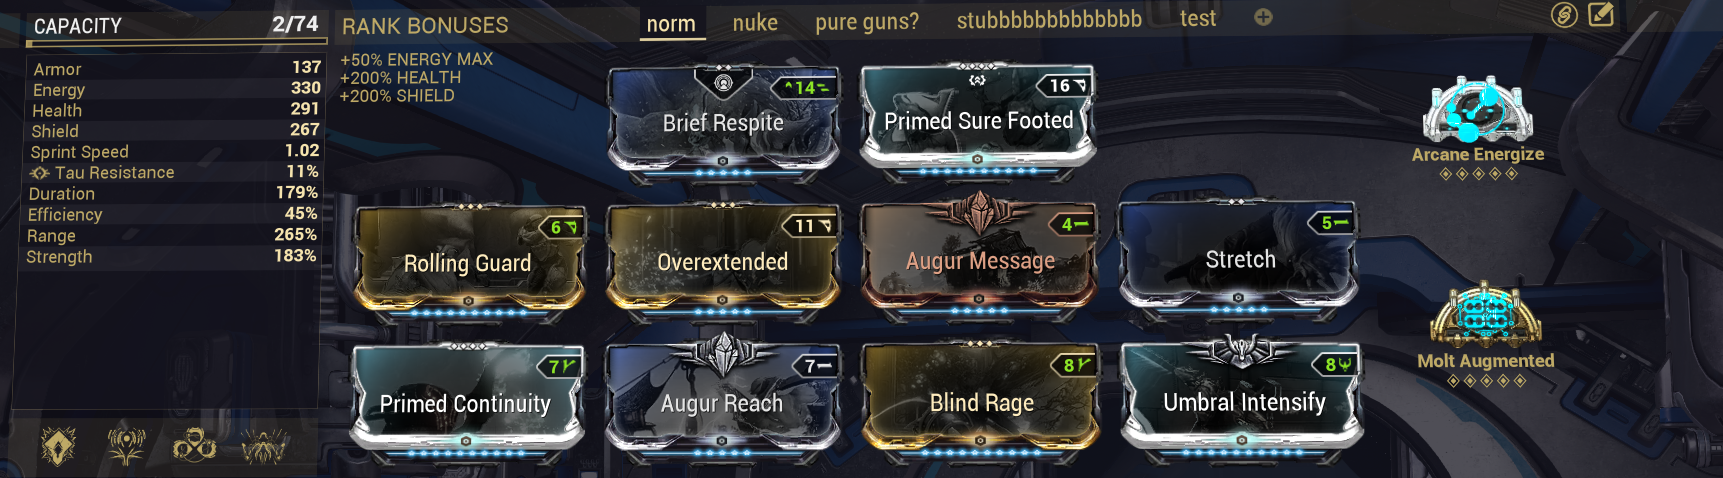 CAPACITY 2/74
Armor 137
Energy 330
Health 291
Shield 267
Sprint Speed 1.02
Tau Resistance 11%
Duration 179%
Efficiency 45%
Range 265%
Strength 183%
RANK BONUSES
+50% ENERGY MAX
+200% HEALTH
+200% SHIELD
norm nuke pure guns? stubbbbbbbbbbbbb test
14
Brief Respite
16
Primed Sure Footed
Arcane Energize
6
Rolling Guard
11
Overextended
4
Augur Message
5
Stretch
Molt Augmented
7
Primed Continuity
7
Augur Reach
8
Blind Rage
8
Umbral Intensify